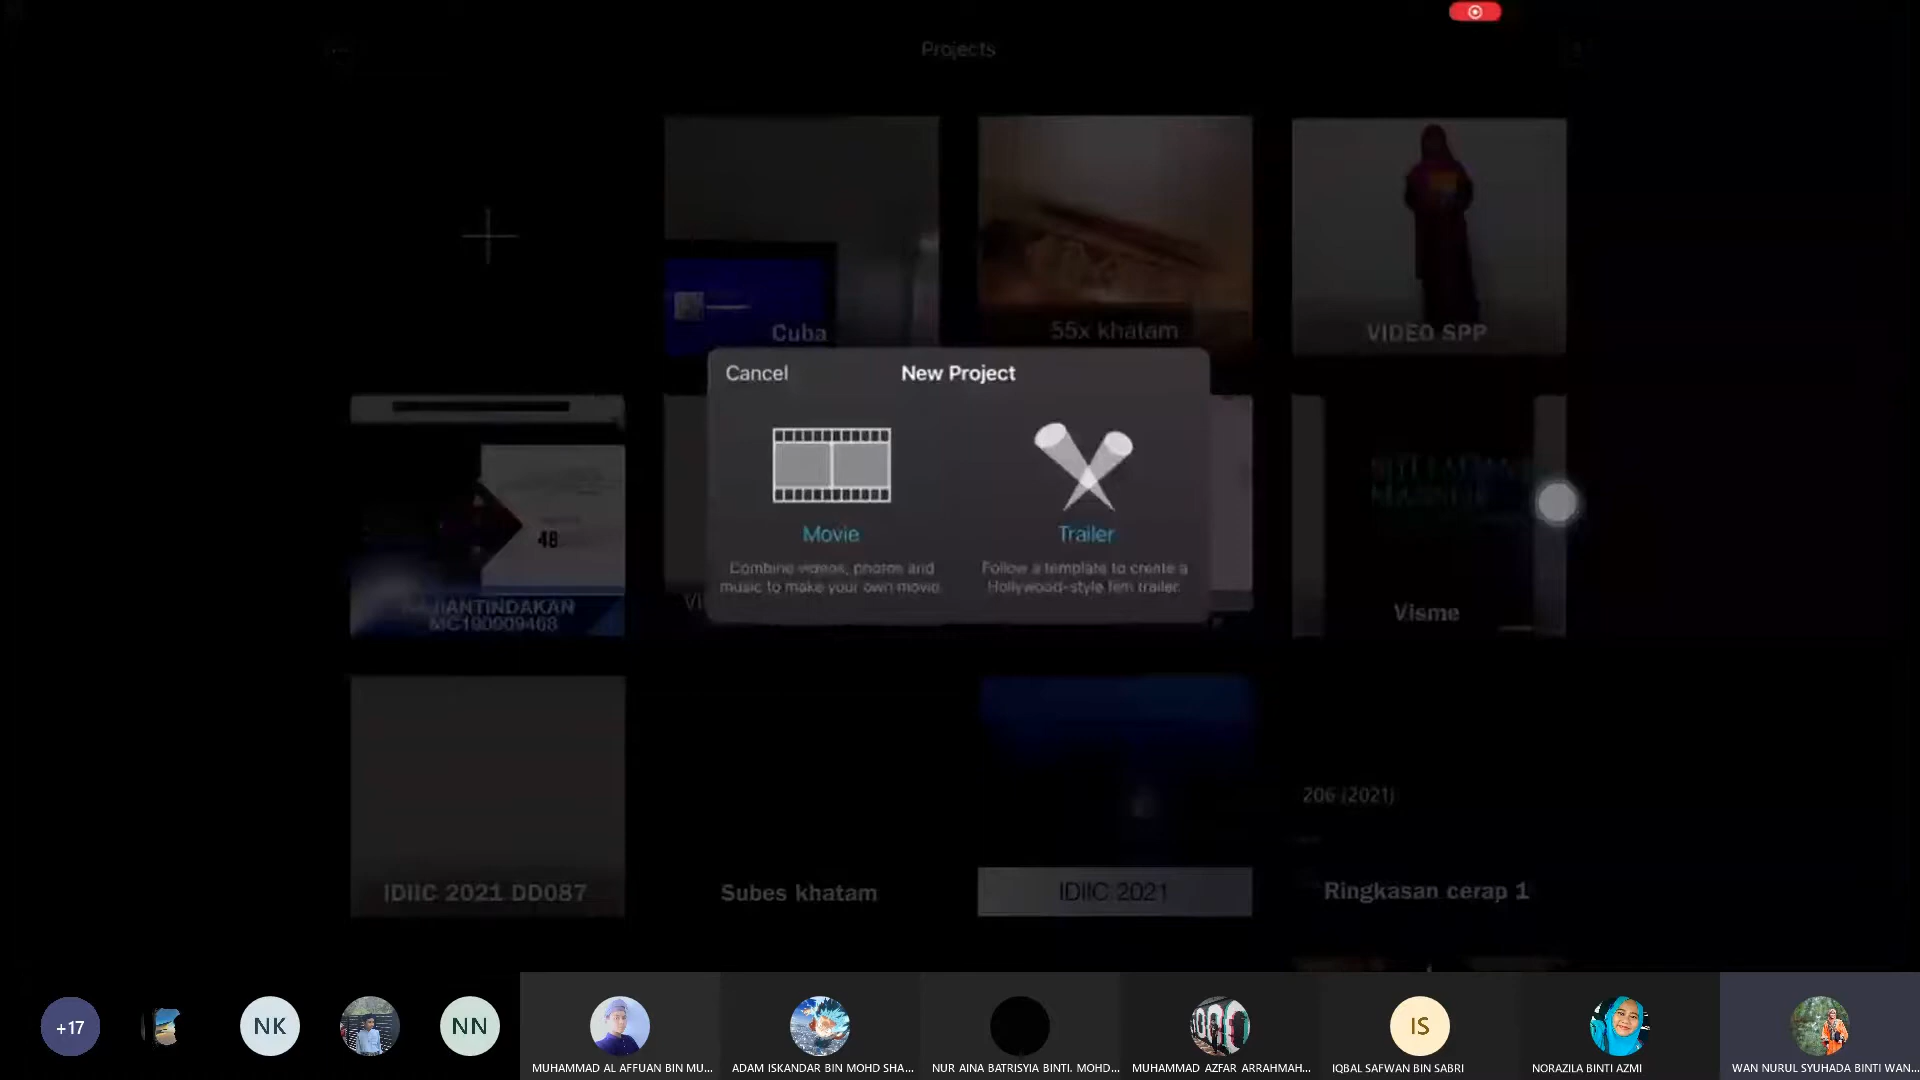 Projects
Cuba
55x khatam
VIDEO SPP
Cancel
New Project
Movie
Trailer
Combine videos, photos and
music to make your own movie.
Follow a template to create a
Hollywood-style film trailer.
48
KAJIANTINDAKAN
MC190909468
Visme
206 (2021)
IDIIC 2021 DD087
Subes khatam
IDIIC 2021
Ringkasan cerap 1
+17
NK
NN
IS
MUHAMMAD AL AFFUAN BIN MU...
ADAM ISKANDAR BIN MOHD SHA...
NUR AINA BATRISYIA BINTI. MOHD...
MUHAMMAD AZFAR ARRAHMAH...
IQBAL SAFWAN BIN SABRI
NORAZILA BINTI AZMI
WAN NURUL SYUHADA BINTI WAN...